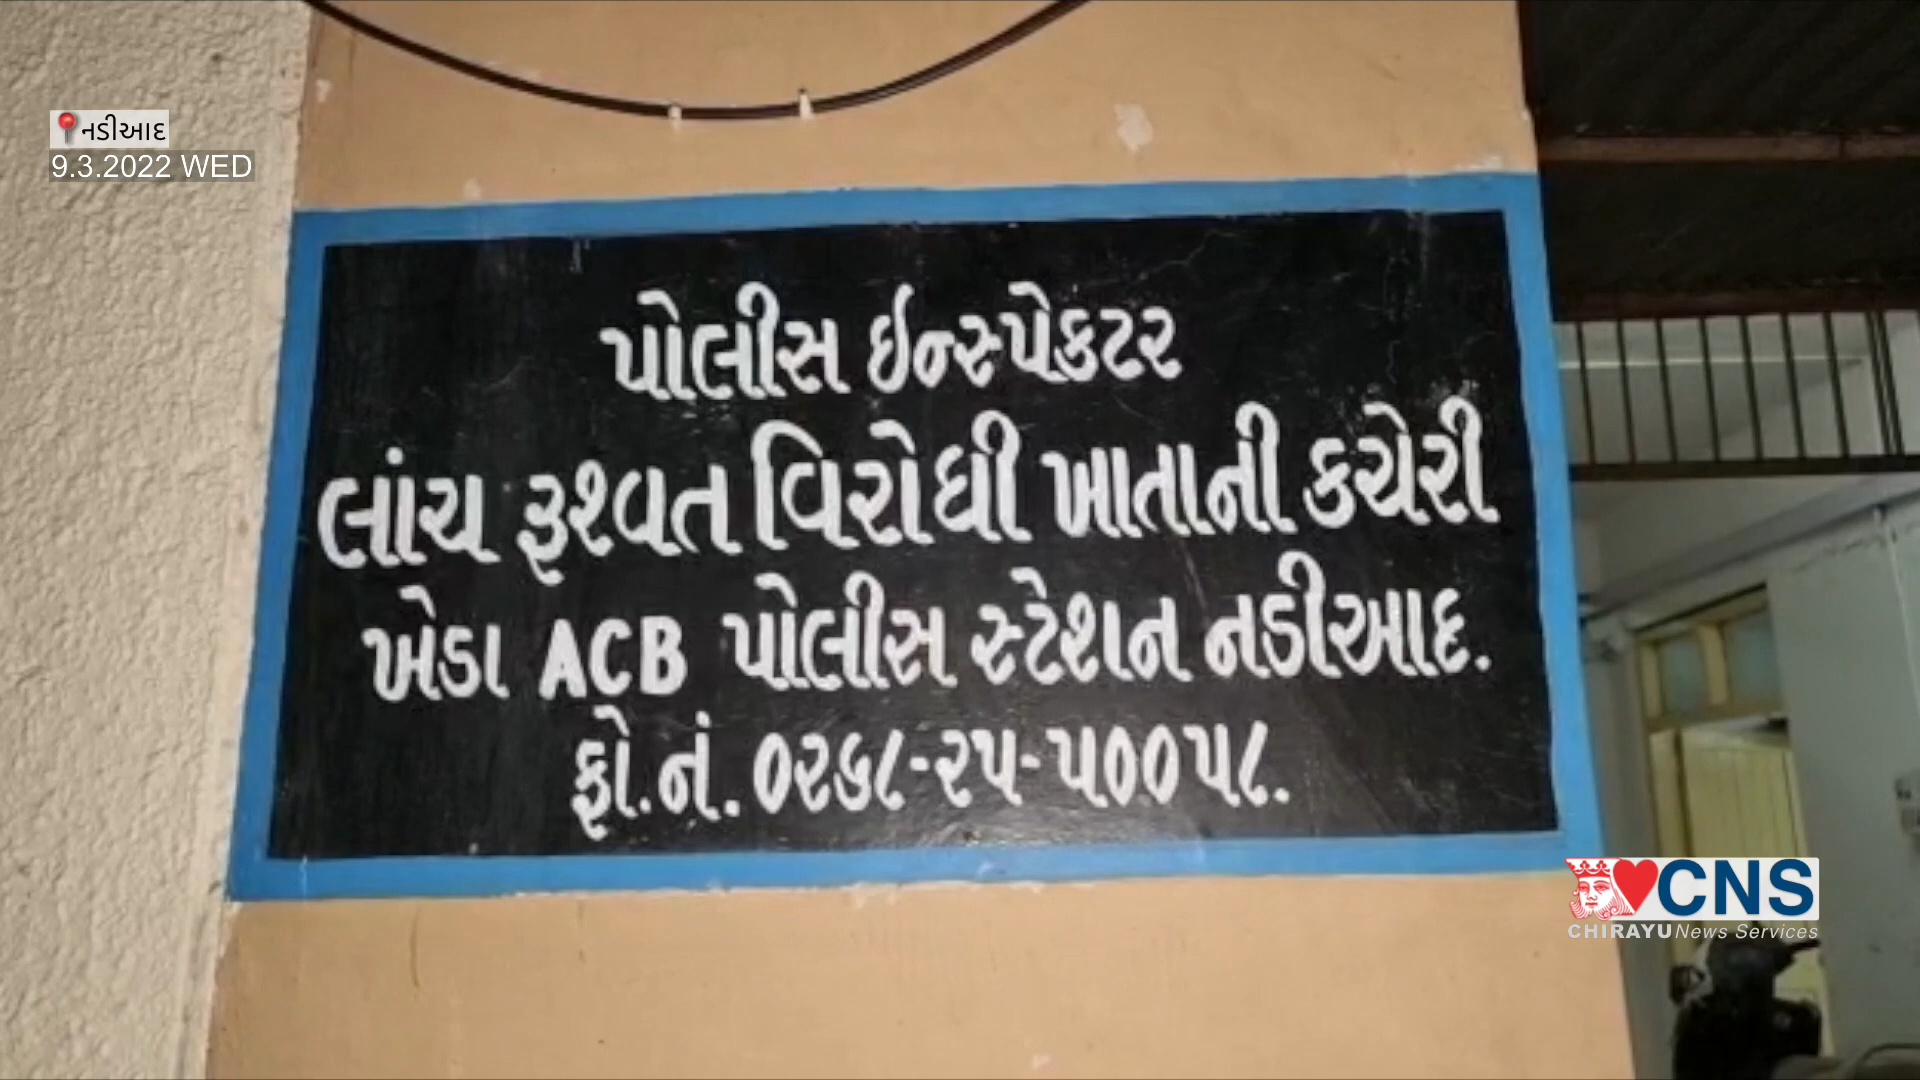 નડીઆદ
9.3.2022 WED
પોલીસ ઈન્સ્પેકટર
લાંચ રૂશ્વત વિરોધી ખાતાની કચેરી
ખેડા ACB પોલીસ સ્ટેશન નડીઆદ.
ફો.નં. ૦૨૬૮-૨૫-૫૦૦૫૮.
CNS
CHIRAYU News Services